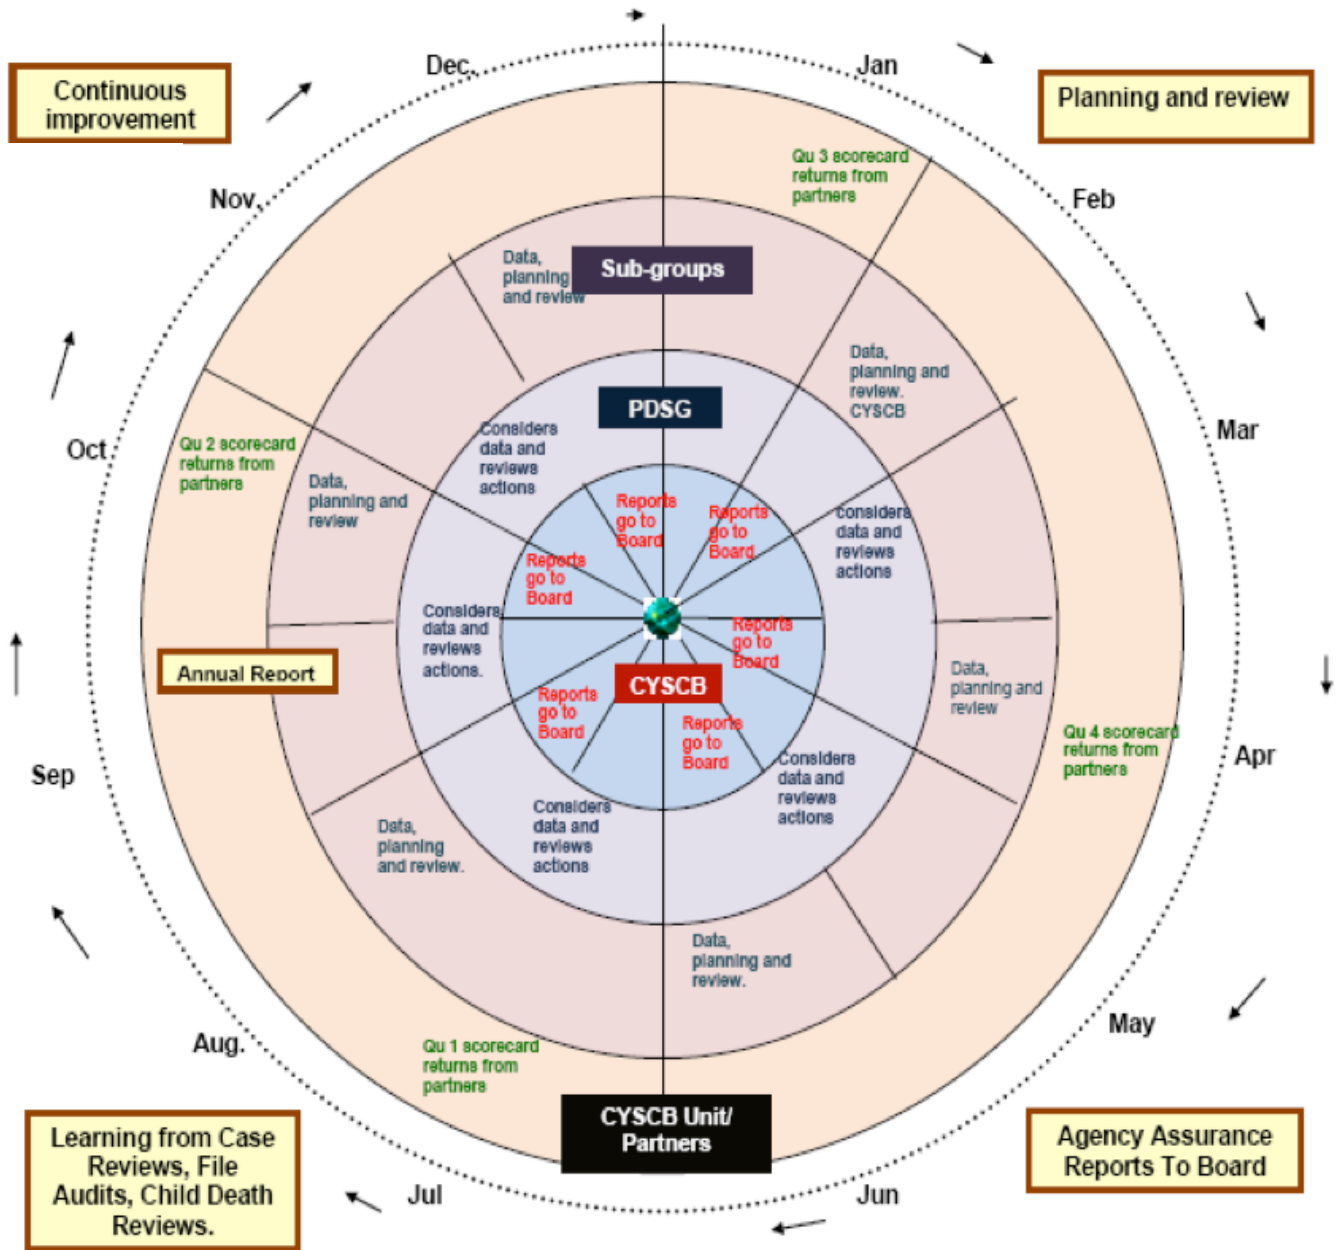 Dec.
Jan
Continuous
improvement
Planning and review
Nov.
Feb
Qu 3 scorecard
returns from
partners
Data,
planning
and review
Sub-groups
Data,
planning and
review.
CYSCB
PDSG
Considers
data and
reviews
actions
Mar
Oct
Qu 2 scorecard
returns from
partners
Data,
planning and
review
Reports
go to
Board
Reports
go to
Board
considers
data and
reviews
actions
Reports
go to
Board
Considers
data and
reviews
actions.
Reports
go to
Board
Annual Report
CYSCB
Data,
planning and
review
Reports
go to
Board
Reports
go to
Board
Qu 4 scorecard
returns from
partners
Apr
Sep
Considers
data and
reviews
actions
Considers
data and
reviews
actions
Data,
planning
and review.
Data,
planning and
review.
May
Aug.
Qu 1 scorecard
returns from
partners
CYSCB Unit/
Partners
Learning from Case
Reviews, File
Audits, Child Death
Reviews.
Agency Assurance
Reports To Board
Jul
Jun